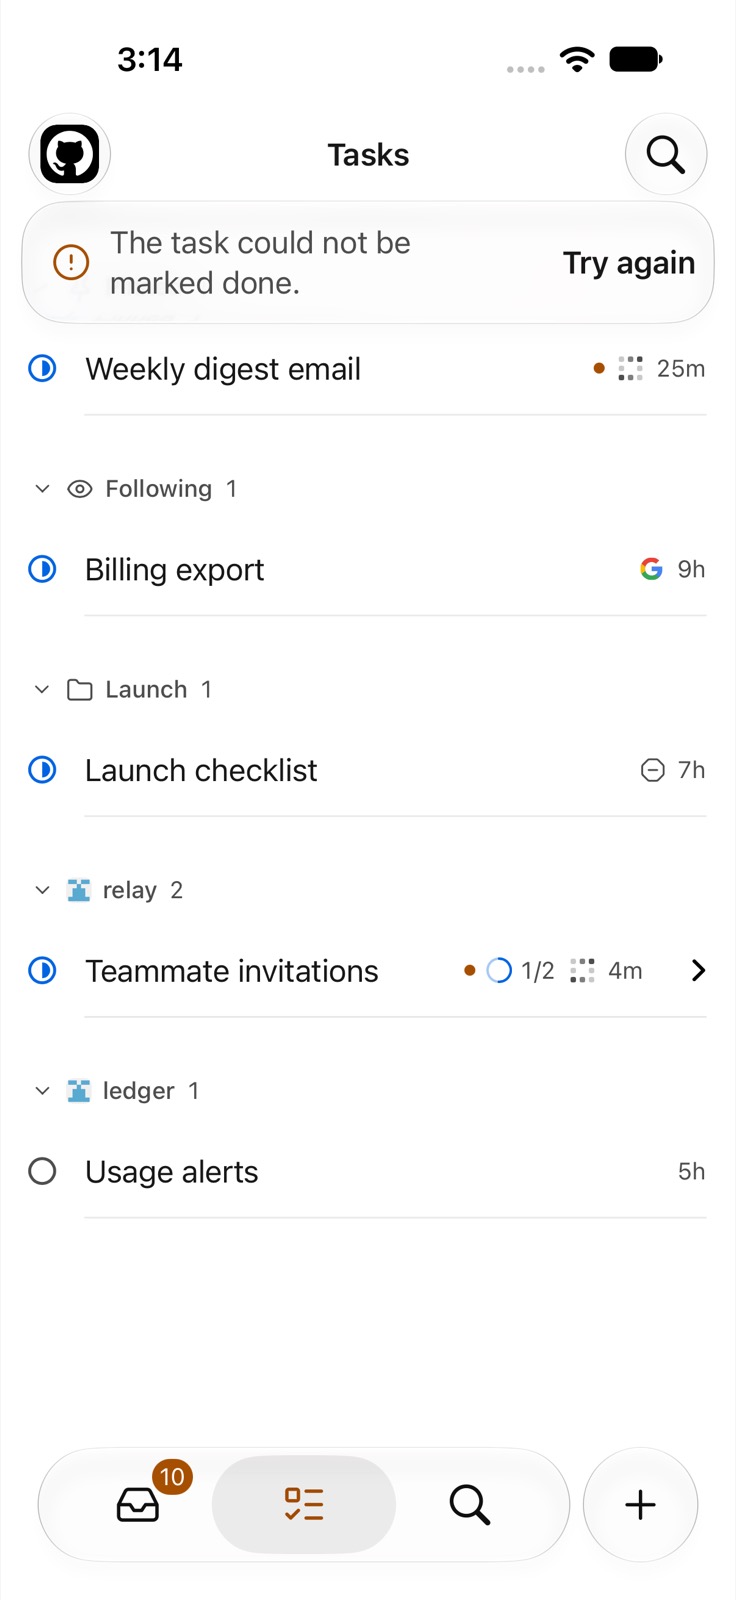 3:14
Tasks
The task could not be
marked done.
Try again
Weekly digest email 25m
Following 1
Billing export 9h
Launch 1
Launch checklist 7h
relay 2
Teammate invitations 1/2 4m
ledger 1
Usage alerts 5h
10